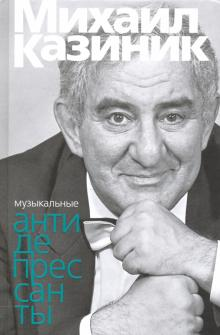 Михаил
Казиник
музыкальные
анти
де
прес
сан
ты